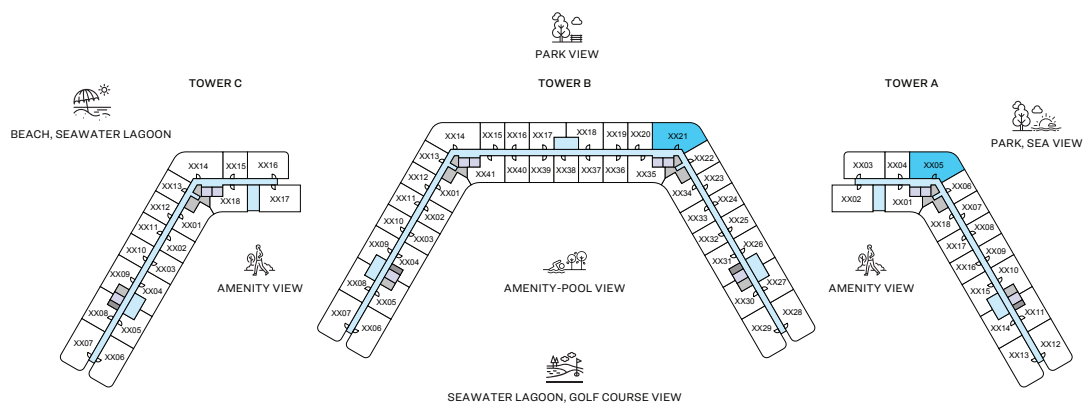 PARK VIEW
TOWER C
TOWER B
TOWER A
BEACH, SEAWATER LAGOON
PARK, SEA VIEW
XX14
XX15
XX16
XX13
XX12
XX11
XX10
XX09
XX08
XX07
XX06
XX05
XX04
XX03
XX02
XX01
XX18
XX17
XX14
XX15
XX16
XX17
XX18
XX19
XX20
XX21
XX13
XX12
XX11
XX10
XX09
XX08
XX07
XX06
XX05
XX04
XX03
XX02
XX01
XX41
XX40
XX39
XX38
XX37
XX36
XX35
XX22
XX23
XX24
XX25
XX26
XX27
XX28
XX29
XX30
XX31
XX32
XX33
XX34
XX03
XX04
XX05
XX02
XX01
XX06
XX07
XX08
XX09
XX10
XX11
XX12
XX13
XX14
XX15
XX16
XX17
XX18
AMENITY VIEW
AMENITY-POOL VIEW
AMENITY VIEW
SEAWATER LAGOON, GOLF COURSE VIEW